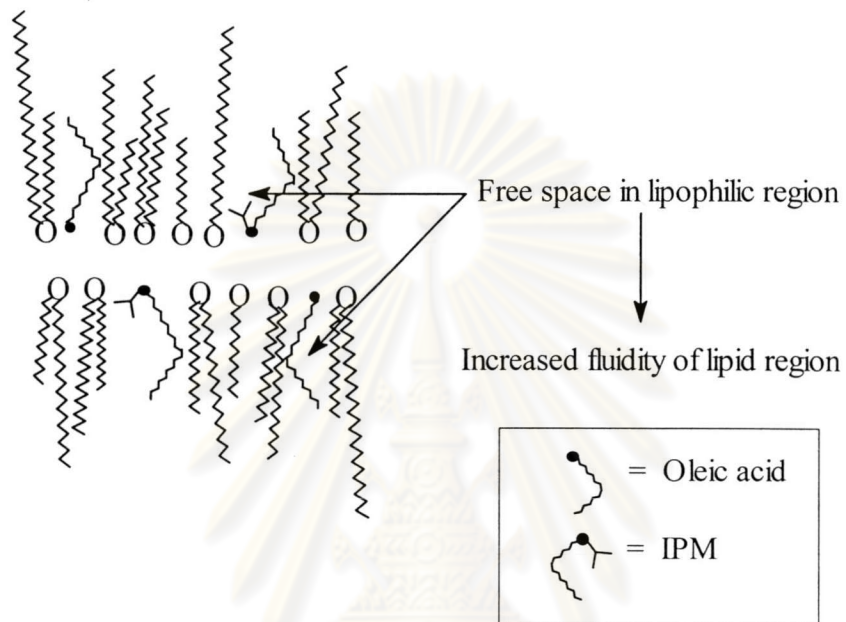 Free space in lipophilic region
Increased fluidity of lipid region
= Oleic acid
= IPM